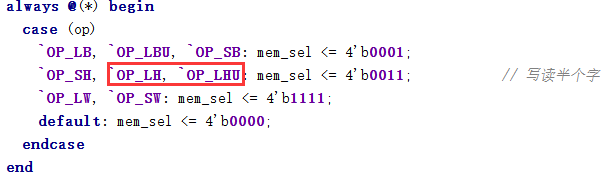 always @(*) begin
case (op)
`OP_LB, `OP_LBU, `OP_SB: mem_sel <= 4'b0001;
`OP_SH, `OP_LH, `OP_LHU: mem_sel <= 4'b0011; // 写读半个字
`OP_LW, `OP_SW: mem_sel <= 4'b1111;
default: mem_sel <= 4'b0000;
endcase
end